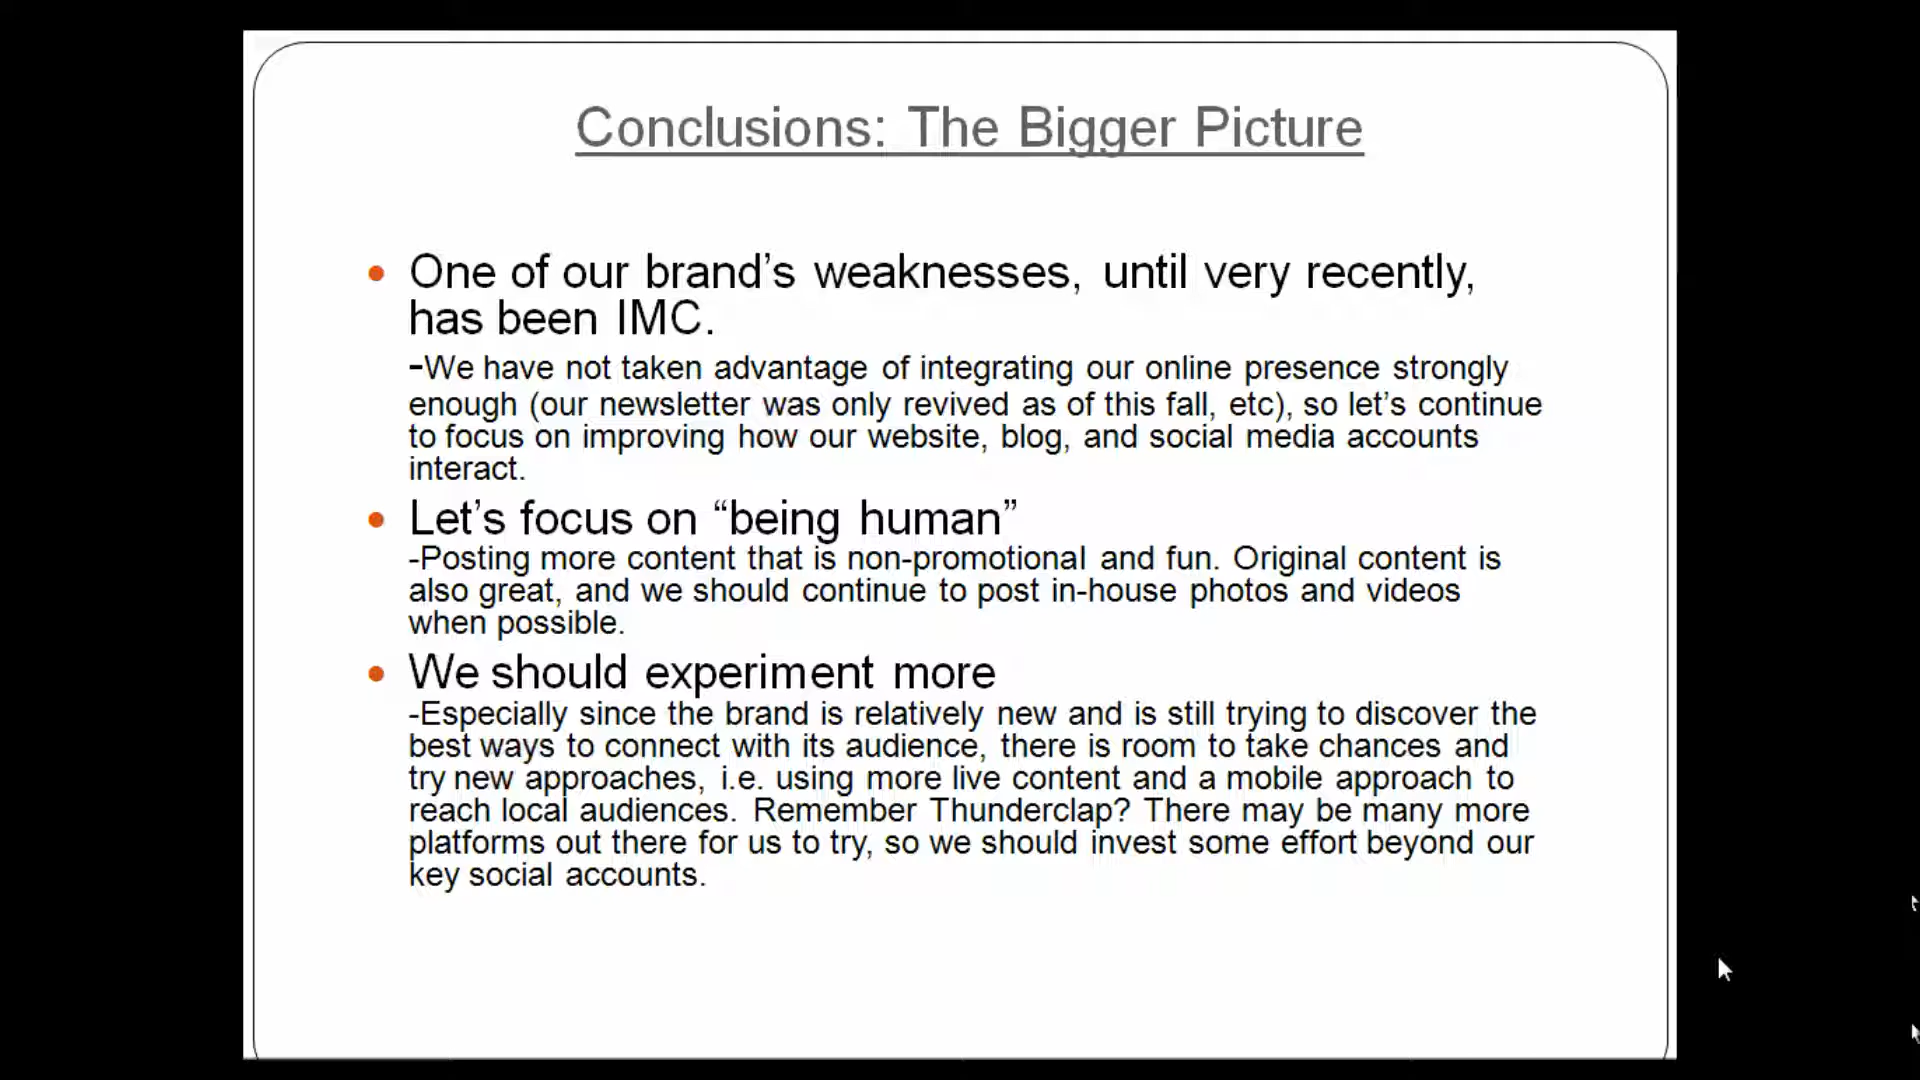 Conclusions: The Bigger Picture
• One of our brand’s weaknesses, until very recently,
has been IMC.
-We have not taken advantage of integrating our online presence strongly
enough (our newsletter was only revived as of this fall, etc), so let’s continue
to focus on improving how our website, blog, and social media accounts
interact.
• Let’s focus on “being human”
-Posting more content that is non-promotional and fun. Original content is
also great, and we should continue to post in-house photos and videos
when possible.
• We should experiment more
-Especially since the brand is relatively new and is still trying to discover the
best ways to connect with its audience, there is room to take chances and
try new approaches, i.e. using more live content and a mobile approach to
reach local audiences. Remember Thunderclap? There may be many more
platforms out there for us to try, so we should invest some effort beyond our
key social accounts.